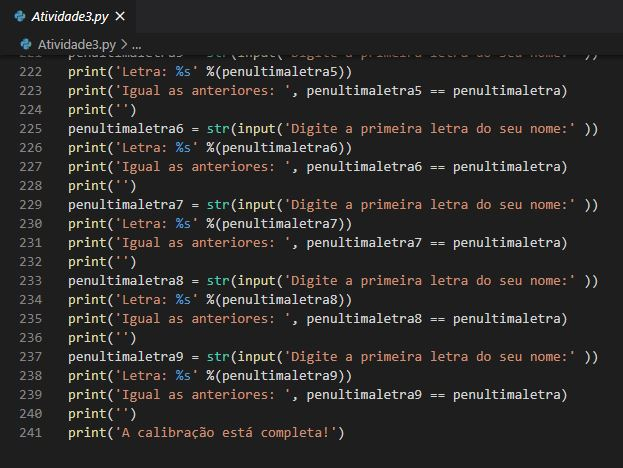 Atividade3.py ×
Atividade3.py > ...
222 print('Letra: %s' %(penultimaletra5))
223 print('Igual as anteriores: ', penultimaletra5 == penultimaletra)
224 print('')
225 penultimaletra6 = str(input('Digite a primeira letra do seu nome:' ))
226 print('Letra: %s' %(penultimaletra6))
227 print('Igual as anteriores: ', penultimaletra6 == penultimaletra)
228 print('')
229 penultimaletra7 = str(input('Digite a primeira letra do seu nome:' ))
230 print('Letra: %s' %(penultimaletra7))
231 print('Igual as anteriores: ', penultimaletra7 == penultimaletra)
232 print('')
233 penultimaletra8 = str(input('Digite a primeira letra do seu nome:' ))
234 print('Letra: %s' %(penultimaletra8))
235 print('Igual as anteriores: ', penultimaletra8 == penultimaletra)
236 print('')
237 penultimaletra9 = str(input('Digite a primeira letra do seu nome:' ))
238 print('Letra: %s' %(penultimaletra9))
239 print('Igual as anteriores: ', penultimaletra9 == penultimaletra)
240 print('')
241 print('A calibração está completa!')